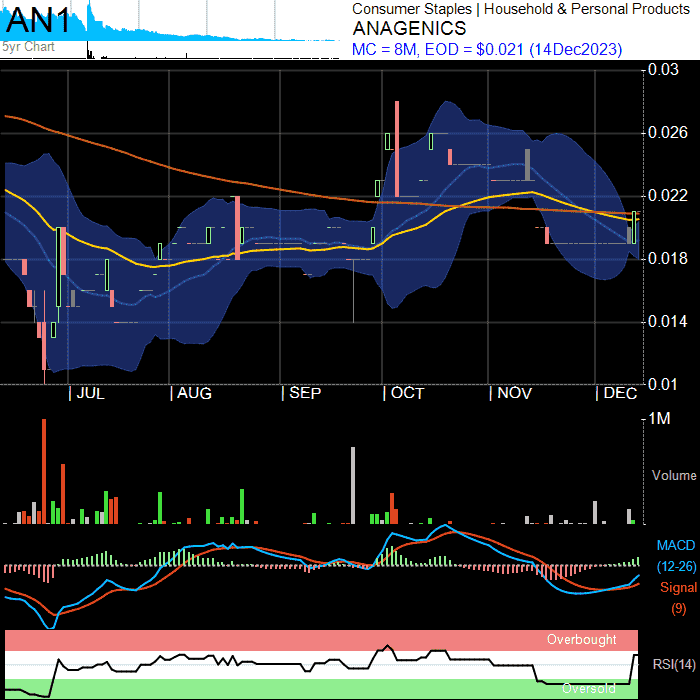 AN1
5yr Chart
Consumer Staples | Household & Personal Products
ANAGENICS
MC = 8M, EOD = $0.021 (14Dec2023)
0.03
0.026
0.022
0.018
0.014
0.01
JUL AUG SEP OCT NOV DEC
1M
Volume
MACD
(12-26)
Signal
(9)
Overbought
RSI(14)
Oversold